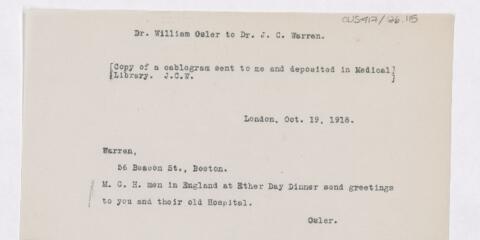 CUS417/26.115
Dr. William Osler to Dr. J. C. Warren.
[Copy of a cablogram sent to me and deposited in Medical
Library. J.C.W.]
London, Oct. 19, 1918.
Warren,
56 Beacon St., Boston.
M. G. H. men in England at Ether Day Dinner send greetings
to you and their old Hospital.
Osler.